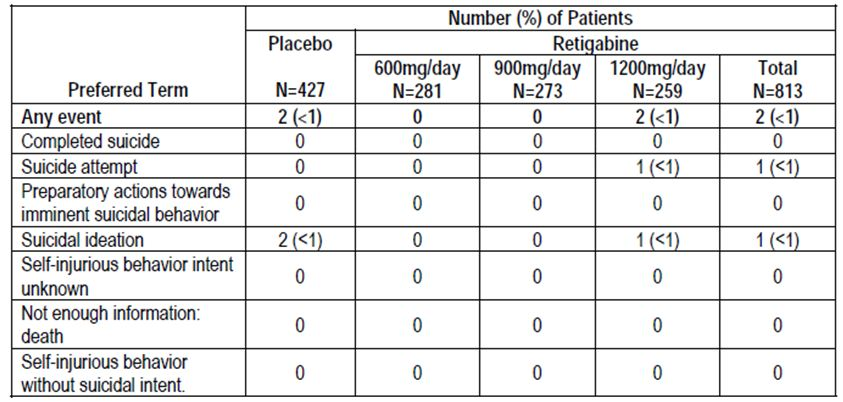 Number (%) of Patients
Preferred Term Placebo N=427 Retigabine
600mg/day N=281 900mg/day N=273 1200mg/day N=259 Total N=813
Any event 2 (<1) 0 0 2 (<1) 2 (<1)
Completed suicide 0 0 0 0 0
Suicide attempt 0 0 0 1 (<1) 1 (<1)
Preparatory actions towards
imminent suicidal behavior 0 0 0 0 0
Suicidal ideation 2 (<1) 0 0 1 (<1) 1 (<1)
Self-injurious behavior intent
unknown 0 0 0 0 0
Not enough information:
death 0 0 0 0 0
Self-injurious behavior
without suicidal intent. 0 0 0 0 0